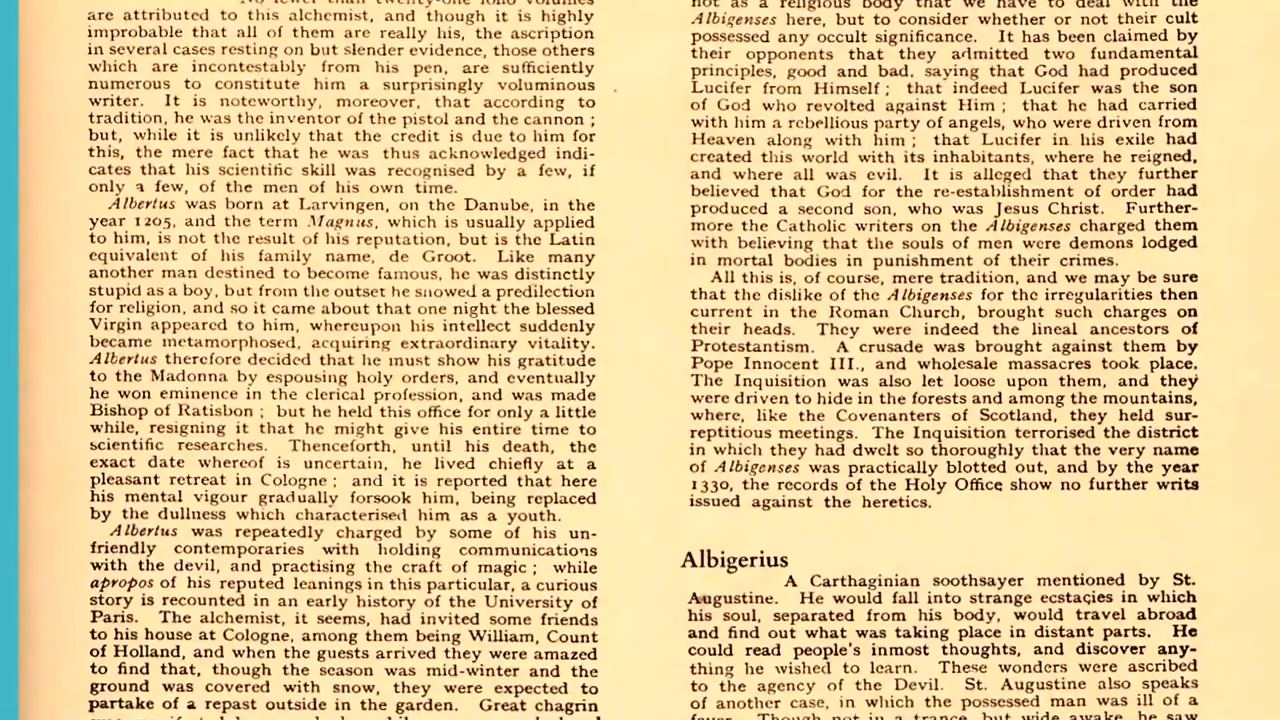 No fewer than twenty-one folio volumes
are attributed to this alchemist, and though it is highly
improbable that all of them are really his, the ascription
in several cases resting on but slender evidence, those others
which are incontestably from his pen, are sufficiently
numerous to constitute him a surprisingly voluminous
writer. It is noteworthy, moreover, that according to
tradition, he was the inventor of the pistol and the cannon ;
but, while it is unlikely that the credit is due to him for
this, the mere fact that he was thus acknowledged indi-
cates that his scientific skill was recognised by a few, if
only a few, of the men of his own time.
Albertus was born at Larvingen, on the Danube, in the
year 1205, and the term Magnus, which is usually applied
to him, is not the result of his reputation, but is the Latin
equivalent of his family name, de Groot. Like many
another man destined to become famous, he was distinctly
stupid as a boy, but from the outset he snowed a predilection
for religion, and so it came about that one night the blessed
Virgin appeared to him, whereupon his intellect suddenly
became metamorphosed, acquiring extraordinary vitality.
Albertus therefore decided that he must show his gratitude
to the Madonna by espousing holy orders, and eventually
he won eminence in the clerical profession, and was made
Bishop of Ratisbon ; but he held this office for only a little
while, resigning it that he might give his entire time to
scientific researches. Thenceforth, until his death, the
exact date whereof is uncertain, he lived chiefly at a
pleasant retreat in Cologne ; and it is reported that here
his mental vigour gradually forsook him, being replaced
by the dullness which characterised him as a youth.
Albertus was repeatedly charged by some of his un-
friendly contemporaries with holding communications
with the devil, and practising the craft of magic ; while
apropos of his reputed leanings in this particular, a curious
story is recounted in an early history of the University of
Paris. The alchemist, it seems, had invited some friends
to his house at Cologne, among them being William, Count
of Holland, and when the guests arrived they were amazed
to find that, though the season was mid-winter and the
ground was covered with snow, they were expected to
partake of a repast outside in the garden. Great chagrin
not as a religious body that we have to deal with the
Albigenses here, but to consider whether or not their cult
possessed any occult significance. It has been claimed by
their opponents that they admitted two fundamental
principles, good and bad, saying that God had produced
Lucifer from Himself ; that indeed Lucifer was the son
of God who revolted against Him ; that he had carried
with him a rebellious party of angels, who were driven from
Heaven along with him ; that Lucifer in his exile had
created this world with its inhabitants, where he reigned,
and where all was evil. It is alleged that they further
believed that God for the re-establishment of order had
produced a second son, who was Jesus Christ. Further-
more the Catholic writers on the Albigenses charged them
with believing that the souls of men were demons lodged
in mortal bodies in punishment of their crimes.
All this is, of course, mere tradition, and we may be sure
that the dislike of the Albigenses for the irregularities then
current in the Roman Church, brought such charges on
their heads. They were indeed the lineal ancestors of
Protestantism. A crusade was brought against them by
Pope Innocent III., and wholesale massacres took place.
The Inquisition was also let loose upon them, and they
were driven to hide in the forests and among the mountains,
where, like the Covenanters of Scotland, they held sur-
reptitious meetings. The Inquisition terrorised the district
in which they had dwelt so thoroughly that the very name
of Albigenses was practically blotted out, and by the year
1330, the records of the Holy Office show no further writs
issued against the heretics.
Albigerius
A Carthaginian soothsayer mentioned by St.
Augustine. He would fall into strange ecstacies in which
his soul, separated from his body, would travel abroad
and find out what was taking place in distant parts. He
could read people's inmost thoughts, and discover any-
thing he wished to learn. These wonders were ascribed
to the agency of the Devil. St. Augustine also speaks
of another case, in which the possessed man was ill of a
fever. Though not in a trance, but wide awake, he saw